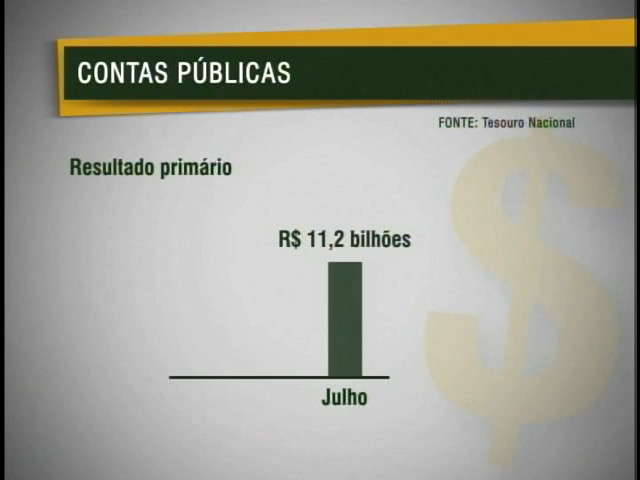 CONTAS PÚBLICAS
FONTE: Tesouro Nacional
Resultado primário
R$ 11,2 bilhões
Julho